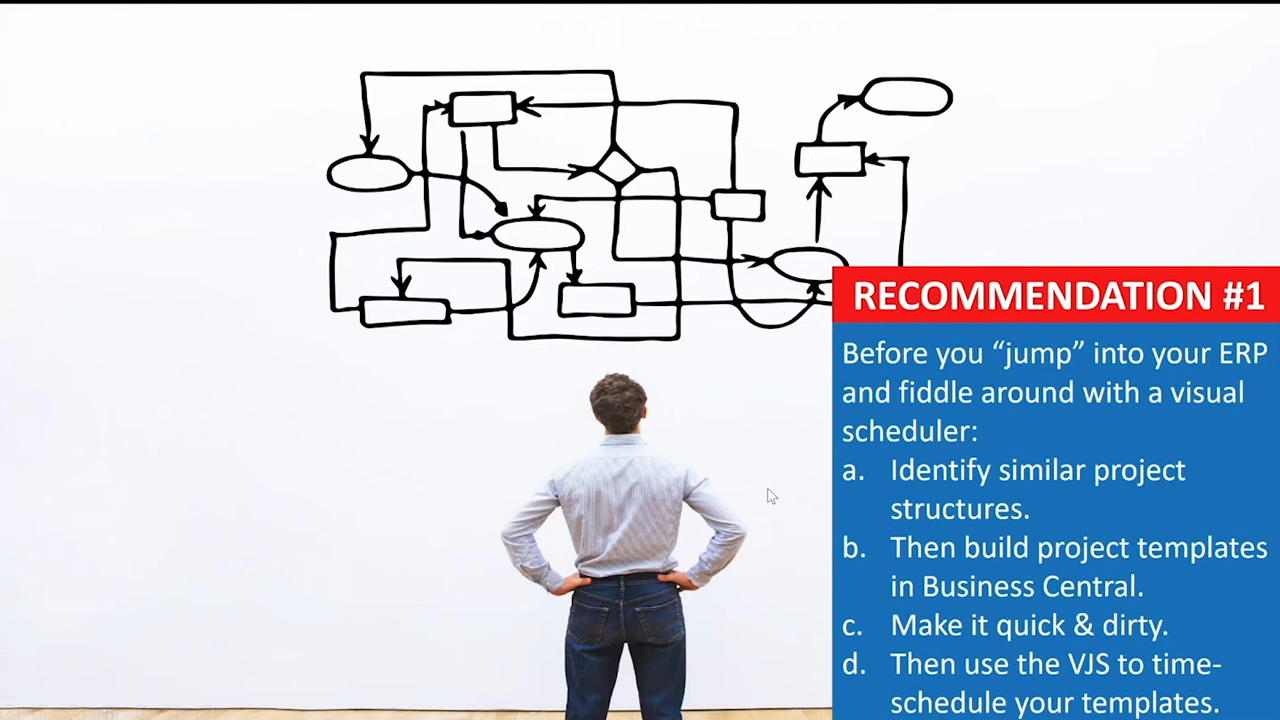 RECOMMENDATION #1
Before you “jump” into your ERP
and fiddle around with a visual
scheduler:
a. Identify similar project
structures.
b. Then build project templates
in Business Central.
c. Make it quick & dirty.
d. Then use the VJS to time-
schedule your templates.